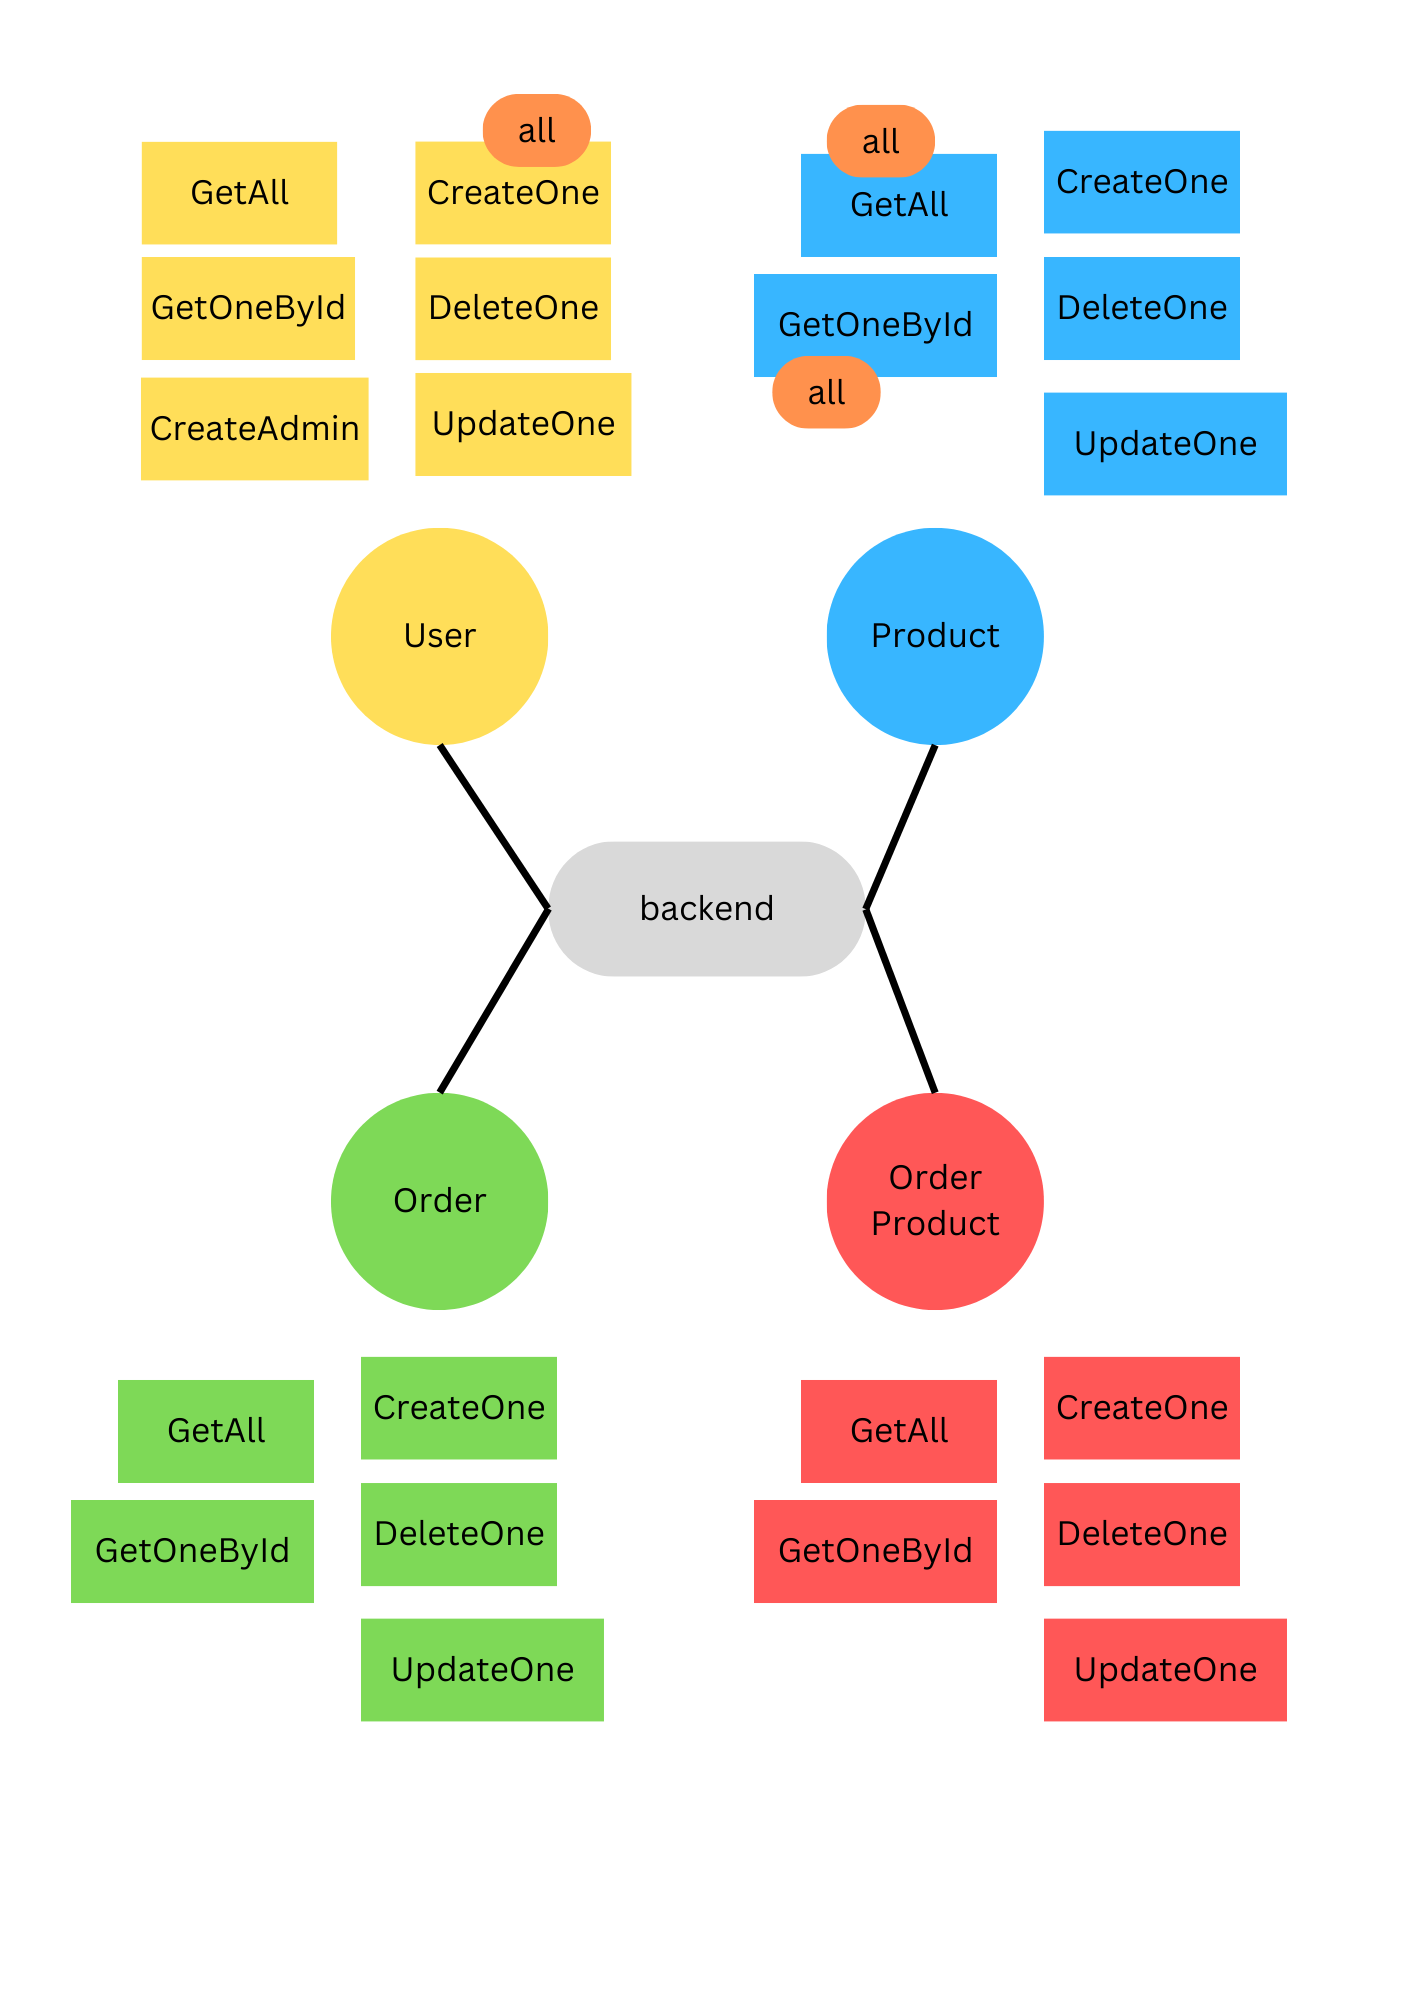 all
GetAll
CreateOne
GetOneById
DeleteOne
CreateAdmin
UpdateOne
User
all
GetAll
CreateOne
GetOneById
all
DeleteOne
UpdateOne
Product
backend
Order
GetAll
CreateOne
GetOneById
DeleteOne
UpdateOne
Order
Product
GetAll
CreateOne
GetOneById
DeleteOne
UpdateOne